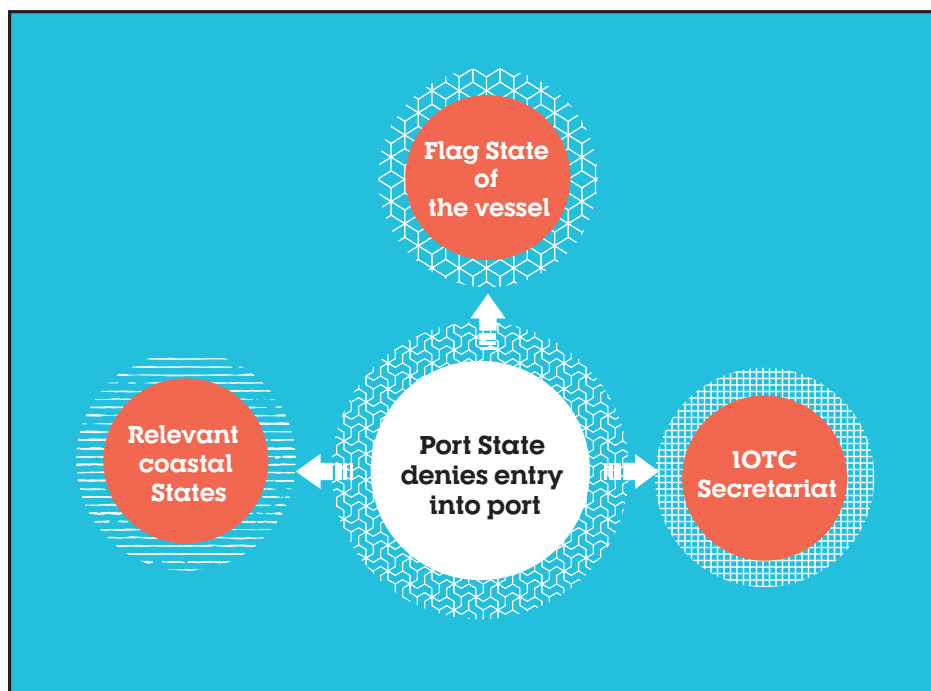 Flag State
of
the vessel
Relevant
coastal
States
Port State
denies entry
into port
IOTC
Secretariat